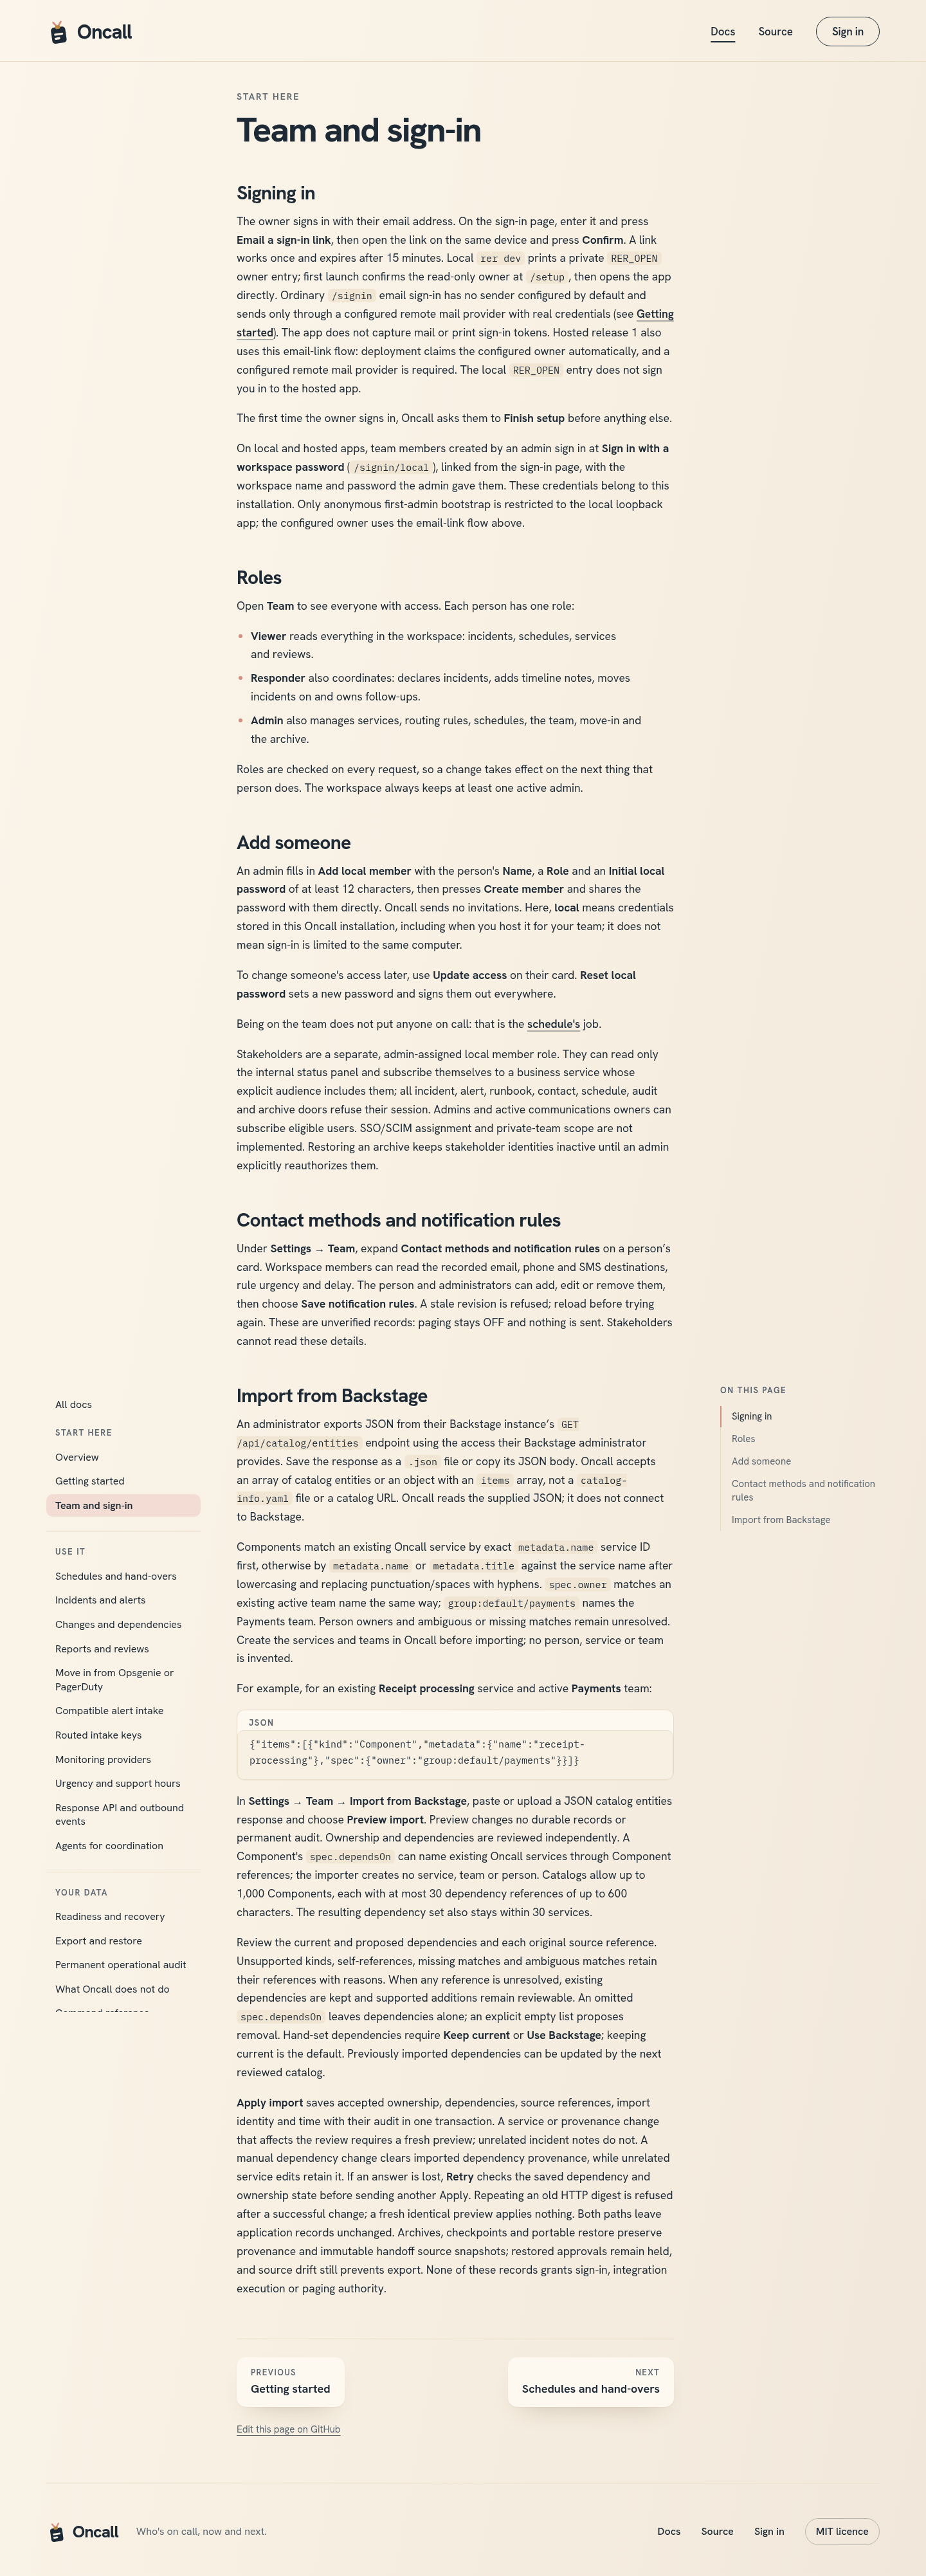 Oncall
Docs
Source
Sign in
START HERE
Team and sign-in
Signing in
The owner signs in with their email address. On the sign-in page, enter it and press
Email a sign-in link, then open the link on the same device and press Confirm. A link
works once and expires after 15 minutes. Local rer dev prints a private RER_OPEN
owner entry; first launch confirms the read-only owner at /setup , then opens the app
directly. Ordinary /signin email sign-in has no sender configured by default and
sends only through a configured remote mail provider with real credentials (see Getting
started). The app does not capture mail or print sign-in tokens. Hosted release 1 also
uses this email-link flow: deployment claims the configured owner automatically, and a
configured remote mail provider is required. The local RER_OPEN entry does not sign
you in to the hosted app.
The first time the owner signs in, Oncall asks them to Finish setup before anything else.
On local and hosted apps, team members created by an admin sign in at Sign in with a
workspace password ( /signin/local ), linked from the sign-in page, with the
workspace name and password the admin gave them. These credentials belong to this
installation. Only anonymous first-admin bootstrap is restricted to the local loopback
app; the configured owner uses the email-link flow above.
Roles
Open Team to see everyone with access. Each person has one role:
Viewer reads everything in the workspace: incidents, schedules, services
and reviews.
Responder also coordinates: declares incidents, adds timeline notes, moves
incidents on and owns follow-ups.
Admin also manages services, routing rules, schedules, the team, move-in and
the archive.
Roles are checked on every request, so a change takes effect on the next thing that
person does. The workspace always keeps at least one active admin.
Add someone
An admin fills in Add local member with the person's Name, a Role and an Initial local
password of at least 12 characters, then presses Create member and shares the
password with them directly. Oncall sends no invitations. Here, local means credentials
stored in this Oncall installation, including when you host it for your team; it does not
mean sign-in is limited to the same computer.
To change someone's access later, use Update access on their card. Reset local
password sets a new password and signs them out everywhere.
Being on the team does not put anyone on call: that is the schedule's job.
Stakeholders are a separate, admin-assigned local member role. They can read only
the internal status panel and subscribe themselves to a business service whose
explicit audience includes them; all incident, alert, runbook, contact, schedule, audit
and archive doors refuse their session. Admins and active communications owners can
subscribe eligible users. SSO/SCIM assignment and private-team scope are not
implemented. Restoring an archive keeps stakeholder identities inactive until an admin
explicitly reauthorizes them.
Contact methods and notification rules
Under Settings → Team, expand Contact methods and notification rules on a person’s
card. Workspace members can read the recorded email, phone and SMS destinations,
rule urgency and delay. The person and administrators can add, edit or remove them,
then choose Save notification rules. A stale revision is refused; reload before trying
again. These are unverified records: paging stays OFF and nothing is sent. Stakeholders
cannot read these details.
Import from Backstage
An administrator exports JSON from their Backstage instance’s GET
/api/catalog/entities endpoint using the access their Backstage administrator
provides. Save the response as a .json file or copy its JSON body. Oncall accepts
an array of catalog entities or an object with an items array, not a catalog-
info.yaml file or a catalog URL. Oncall reads the supplied JSON; it does not connect
to Backstage.
Components match an existing Oncall service by exact metadata.name service ID
first, otherwise by metadata.name or metadata.title against the service name after
lowercasing and replacing punctuation/spaces with hyphens. spec.owner matches an
existing active team name the same way; group:default/payments names the
Payments team. Person owners and ambiguous or missing matches remain unresolved.
Create the services and teams in Oncall before importing; no person, service or team
is invented.
For example, for an existing Receipt processing service and active Payments team:
JSON
{"items":[{"kind":"Component","metadata":{"name":"receipt-
processing"},"spec":{"owner":"group:default/payments"}}]}
In Settings → Team → Import from Backstage, paste or upload a JSON catalog entities
response and choose Preview import. Preview changes no durable records or
permanent audit. Ownership and dependencies are reviewed independently. A
Component's spec.dependsOn can name existing Oncall services through Component
references; the importer creates no service, team or person. Catalogs allow up to
1,000 Components, each with at most 30 dependency references of up to 600
characters. The resulting dependency set also stays within 30 services.
Review the current and proposed dependencies and each original source reference.
Unsupported kinds, self-references, missing matches and ambiguous matches retain
their references with reasons. When any reference is unresolved, existing
dependencies are kept and supported additions remain reviewable. An omitted
spec.dependsOn leaves dependencies alone; an explicit empty list proposes
removal. Hand-set dependencies require Keep current or Use Backstage; keeping
current is the default. Previously imported dependencies can be updated by the next
reviewed catalog.
Apply import saves accepted ownership, dependencies, source references, import
identity and time with their audit in one transaction. A service or provenance change
that affects the review requires a fresh preview; unrelated incident notes do not. A
manual dependency change clears imported dependency provenance, while unrelated
service edits retain it. If an answer is lost, Retry checks the saved dependency and
ownership state before sending another Apply. Repeating an old HTTP digest is refused
after a successful change; a fresh identical preview applies nothing. Both paths leave
application records unchanged. Archives, checkpoints and portable restore preserve
provenance and immutable handoff source snapshots; restored approvals remain held,
and source drift still prevents export. None of these records grants sign-in, integration
execution or paging authority.
All docs
START HERE
Overview
Getting started
Team and sign-in
USE IT
Schedules and hand-overs
Incidents and alerts
Changes and dependencies
Reports and reviews
Move in from Opsgenie or
PagerDuty
Compatible alert intake
Routed intake keys
Monitoring providers
Urgency and support hours
Response API and outbound
events
Agents for coordination
YOUR DATA
Readiness and recovery
Export and restore
Permanent operational audit
What Oncall does not do
ON THIS PAGE
Signing in
Roles
Add someone
Contact methods and notification
rules
Import from Backstage
PREVIOUS
Getting started
NEXT
Schedules and hand-overs
Edit this page on GitHub
Oncall
Who's on call, now and next.
Docs
Source
Sign in
MIT licence